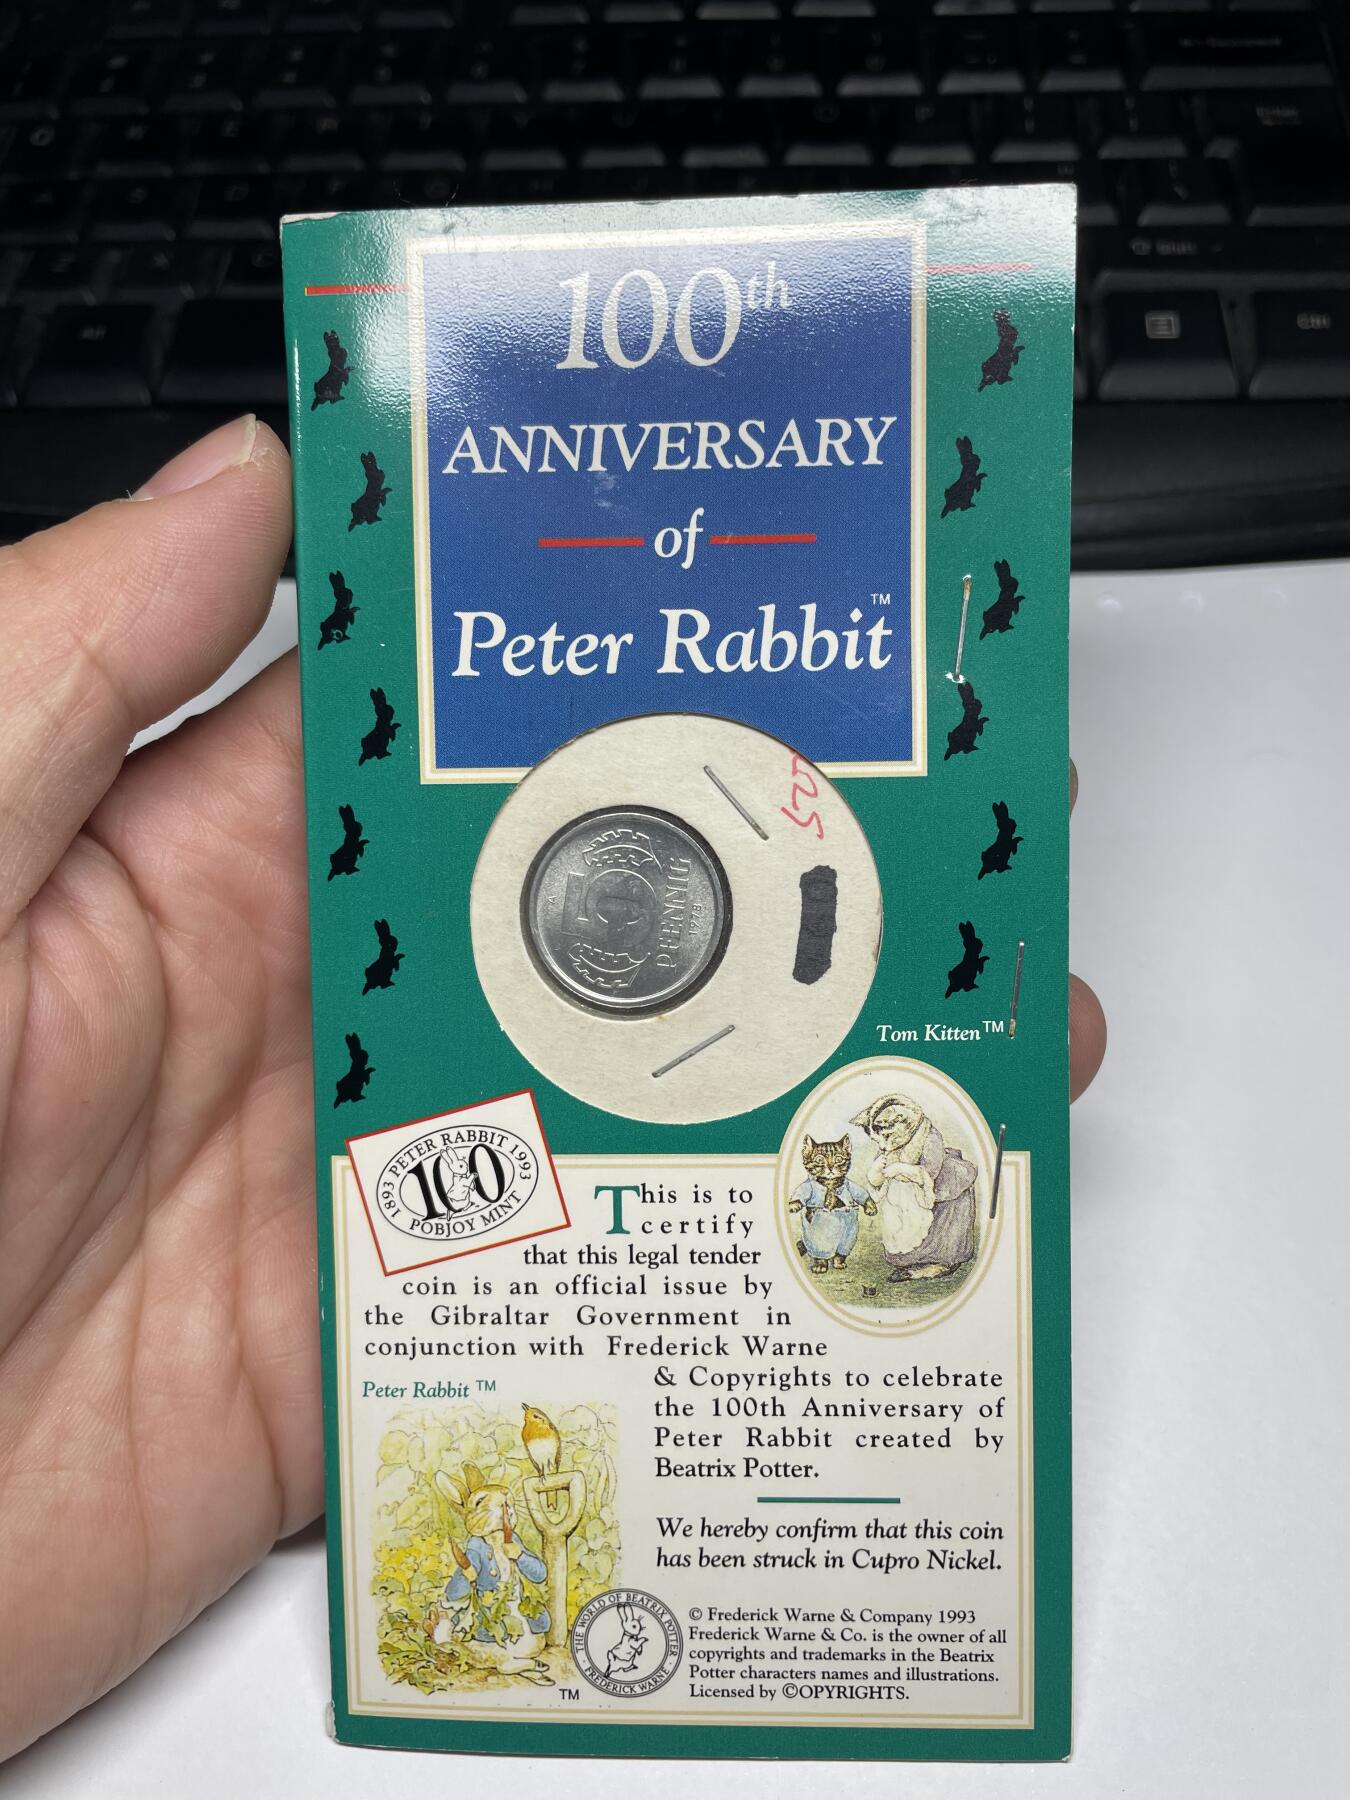 100th
ANNIVERSARY
of
Peter Rabbit™
5
PFENNIG
1978
A
Tom Kitten™
1893 PETER RABBIT 1993
100
POBJOY MINT
This is to
certify
that this legal tender
coin is an official issue by
the Gibraltar Government in
conjunction with Frederick Warne
& Copyrights to celebrate
the 100th Anniversary of
Peter Rabbit created by
Beatrix Potter.
Peter Rabbit ™
We hereby confirm that this coin
has been struck in Cupro Nickel.
THE WORLD OF BEATRIX POTTER
FREDERICK WARNE
TM
© Frederick Warne & Company 1993
Frederick Warne & Co. is the owner of all
copyrights and trademarks in the Beatrix
Potter characters names and illustrations.
Licensed by ©OPYRIGHTS.